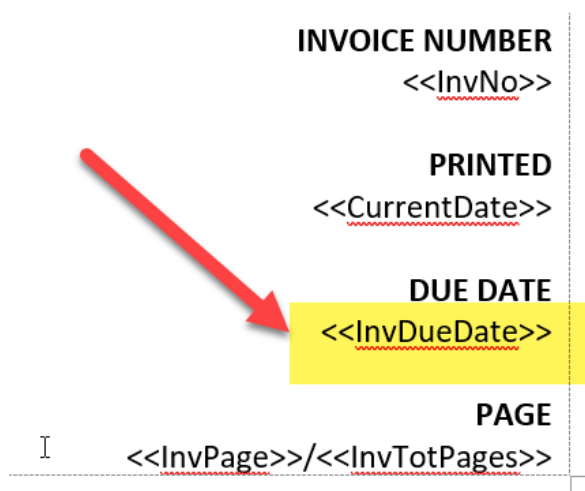 INVOICE NUMBER
<<InvNo>>
PRINTED
<<CurrentDate>>
DUE DATE
<<InvDueDate>>
PAGE
<<InvPage>>/<<InvTotPages>>